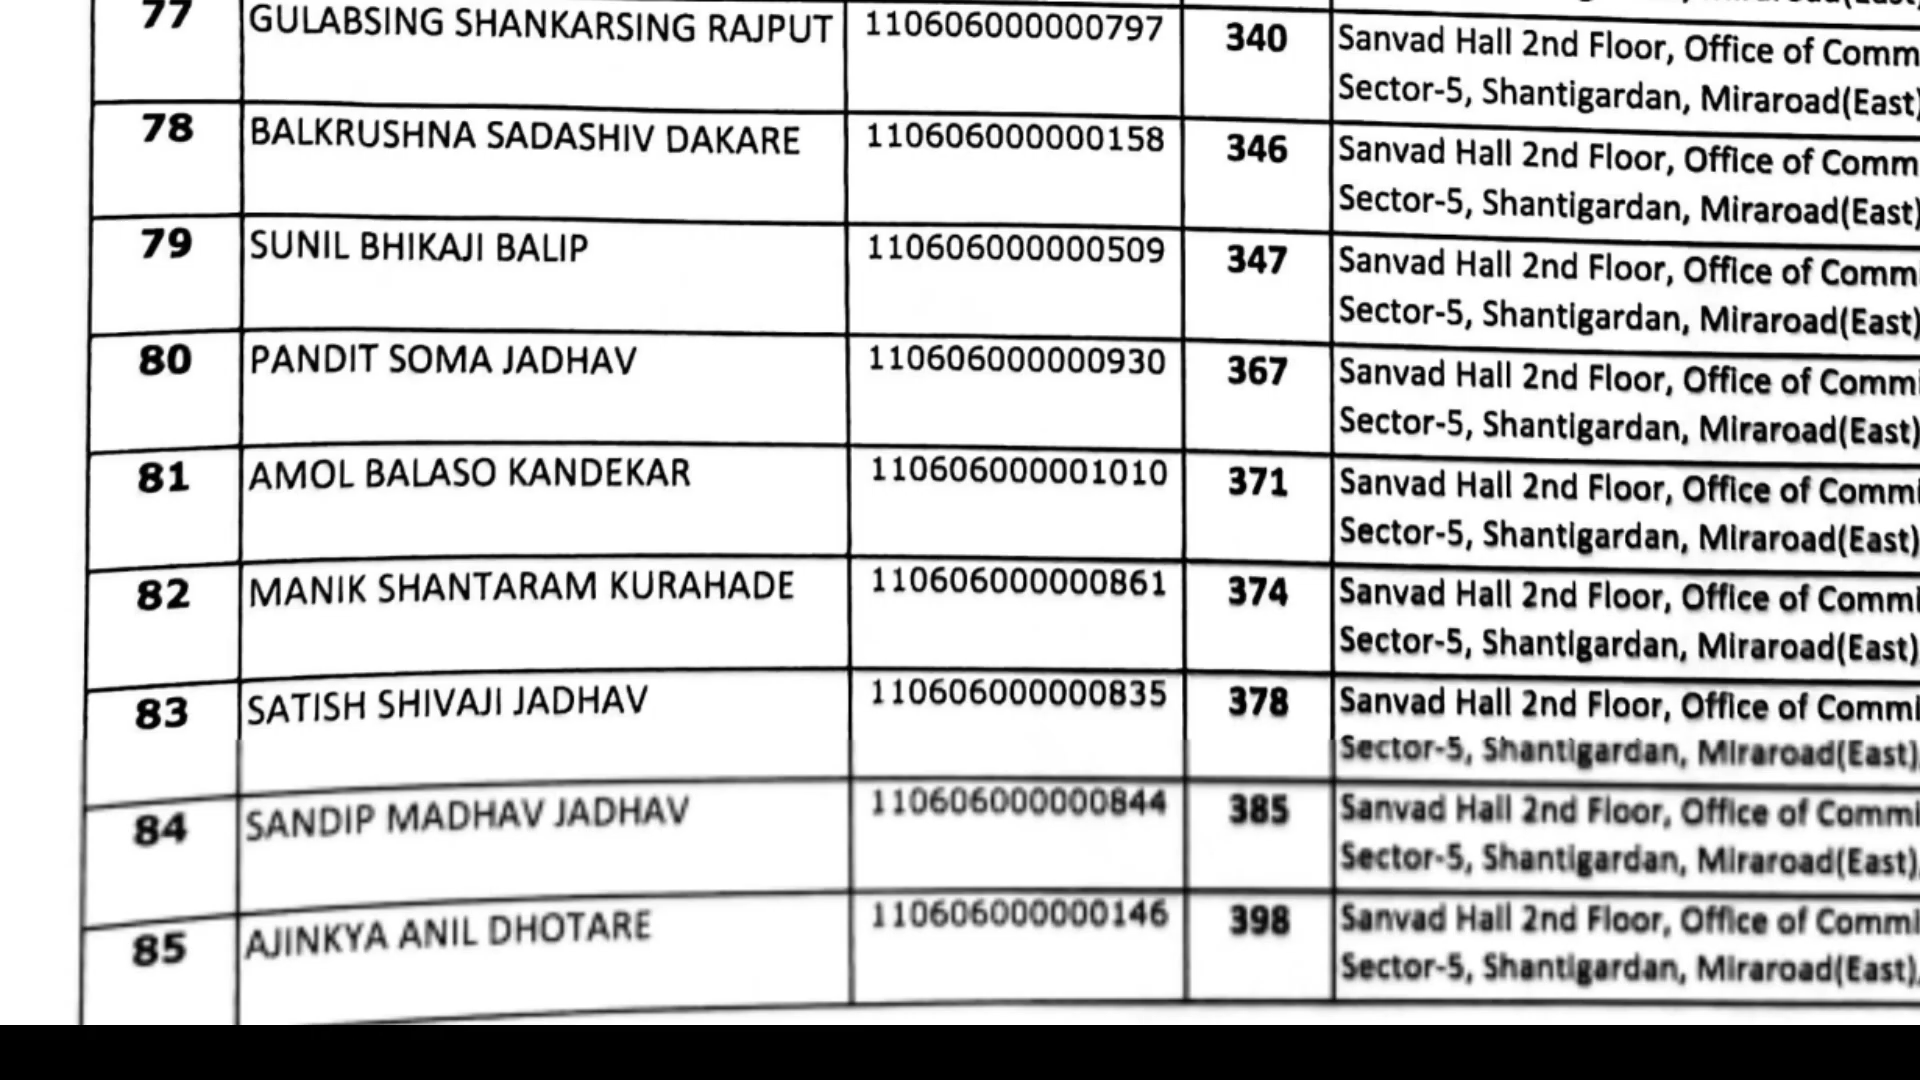 77 GULABSING SHANKARSING RAJPUT 110606000000797 340 Sanvad Hall 2nd Floor, Office of Comm
Sector-5, Shantigardan, Miraroad(East)
78 BALKRUSHNA SADASHIV DAKARE 110606000000158 346 Sanvad Hall 2nd Floor, Office of Comm
Sector-5, Shantigardan, Miraroad(East)
79 SUNIL BHIKAJI BALIP 110606000000509 347 Sanvad Hall 2nd Floor, Office of Comm
Sector-5, Shantigardan, Miraroad(East)
80 PANDIT SOMA JADHAV 110606000000930 367 Sanvad Hall 2nd Floor, Office of Commi
Sector-5, Shantigardan, Miraroad(East)
81 AMOL BALASO KANDEKAR 110606000001010 371 Sanvad Hall 2nd Floor, Office of Commi
Sector-5, Shantigardan, Miraroad(East)
82 MANIK SHANTARAM KURAHADE 110606000000861 374 Sanvad Hall 2nd Floor, Office of Commi
Sector-5, Shantigardan, Miraroad(East)
83 SATISH SHIVAJI JADHAV 110606000000835 378 Sanvad Hall 2nd Floor, Office of Commi
Sector-5, Shantigardan, Miraroad(East)
84 SANDIP MADHAV JADHAV 110606000000844 385 Sanvad Hall 2nd Floor, Office of Commi
Sector-5, Shantigardan, Miraroad(East),
85 AJINKYA ANIL DHOTARE 110606000000146 398 Sanvad Hall 2nd Floor, Office of Commi
Sector-5, Shantigardan, Miraroad(East),